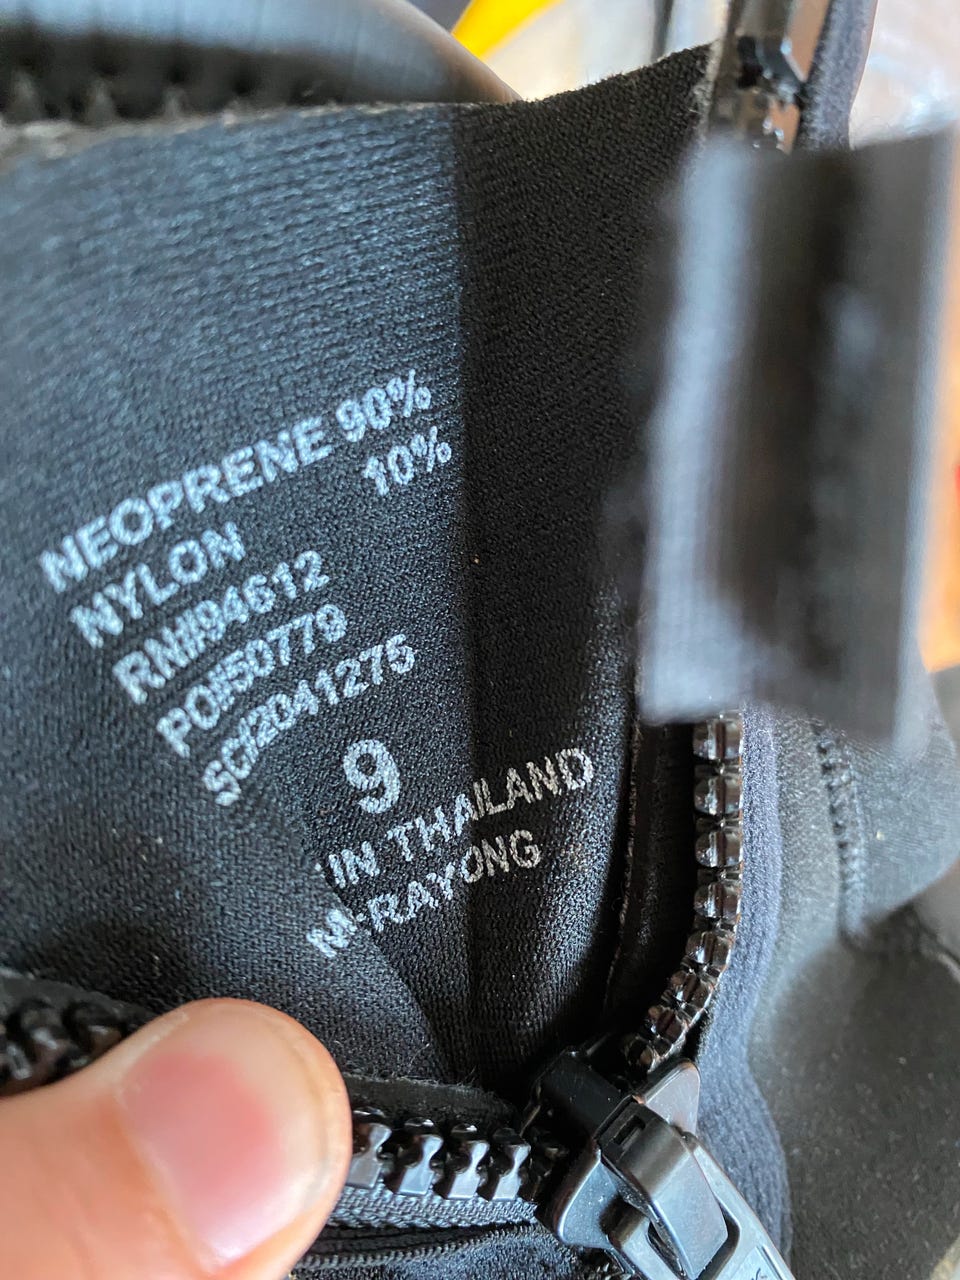 NEOPRENE 90%
NYLON 10%
RN#94612
PO#50779
SC#2041275
9
IN THAILAND
M-RAYONG